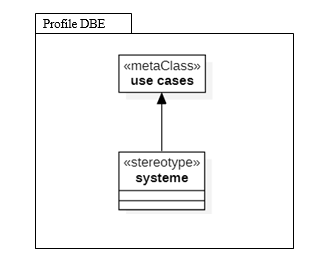 Profile DBE
«metaClass»
use cases
«stereotype»
systeme